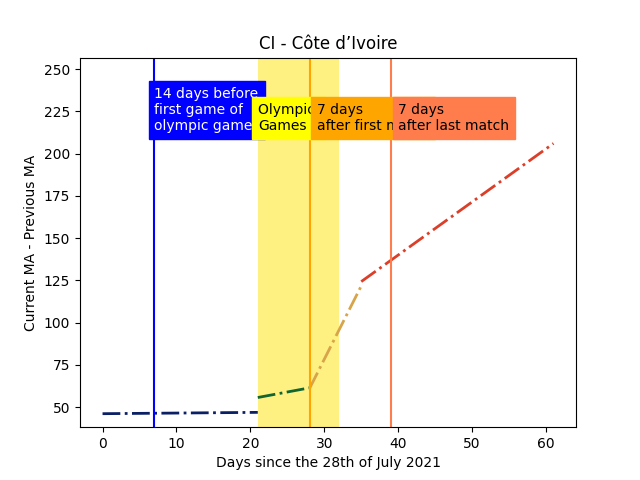 CI - Côte d’Ivoire
Current MA - Previous MA
250
225
200
175
150
125
100
75
50
14 days before
first game of
olympic game
Olympic
Games
7 days
after first
7 days
after last match
0
10
20
30
40
50
60
Days since the 28th of July 2021